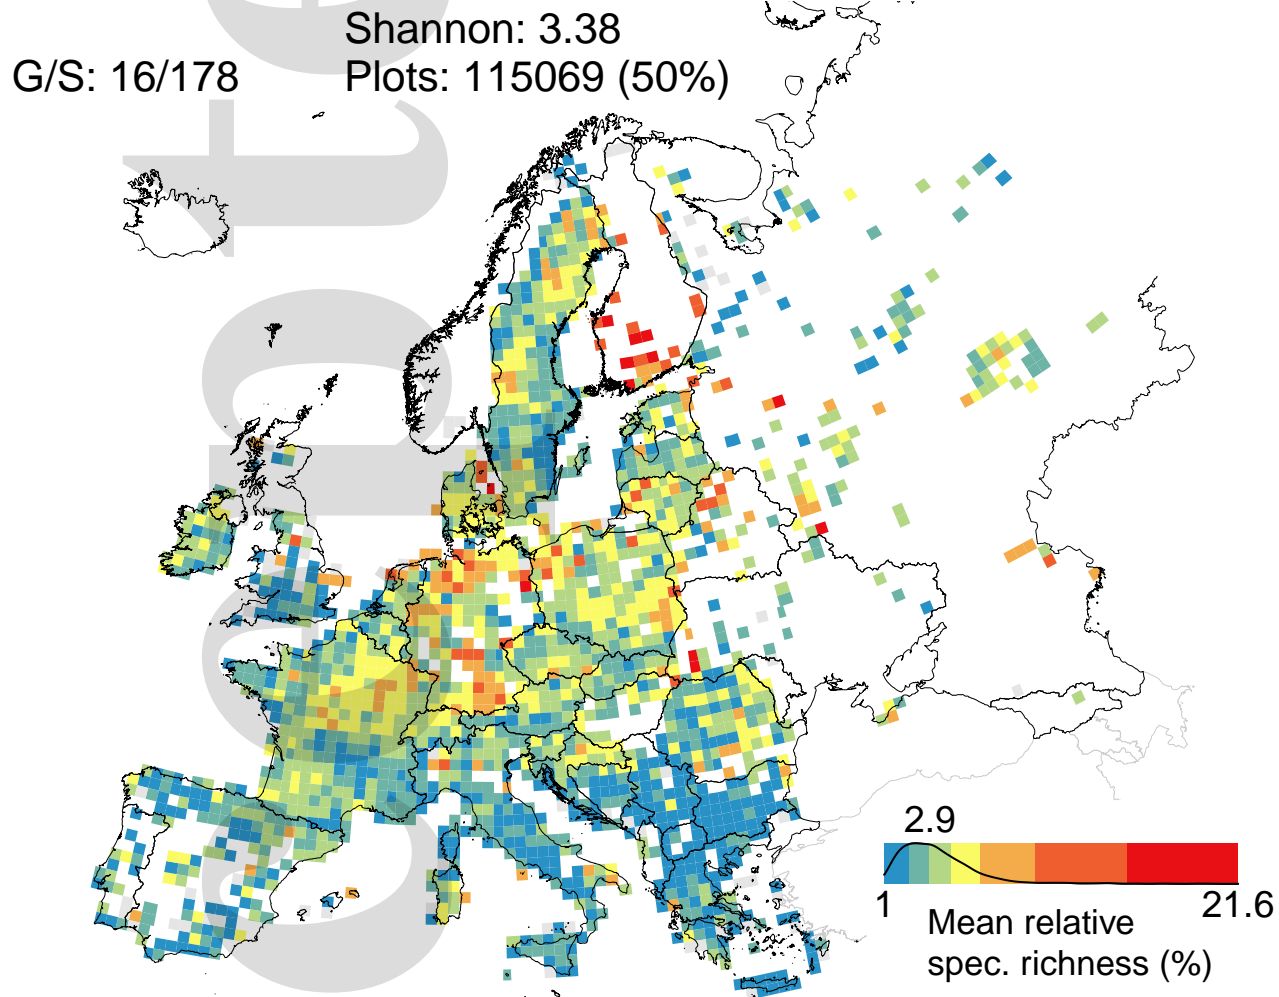 Shannon: 3.38
G/S: 16/178
Plots: 115069 (50%)
2.9
1
21.6
Mean relative
spec. richness (%)